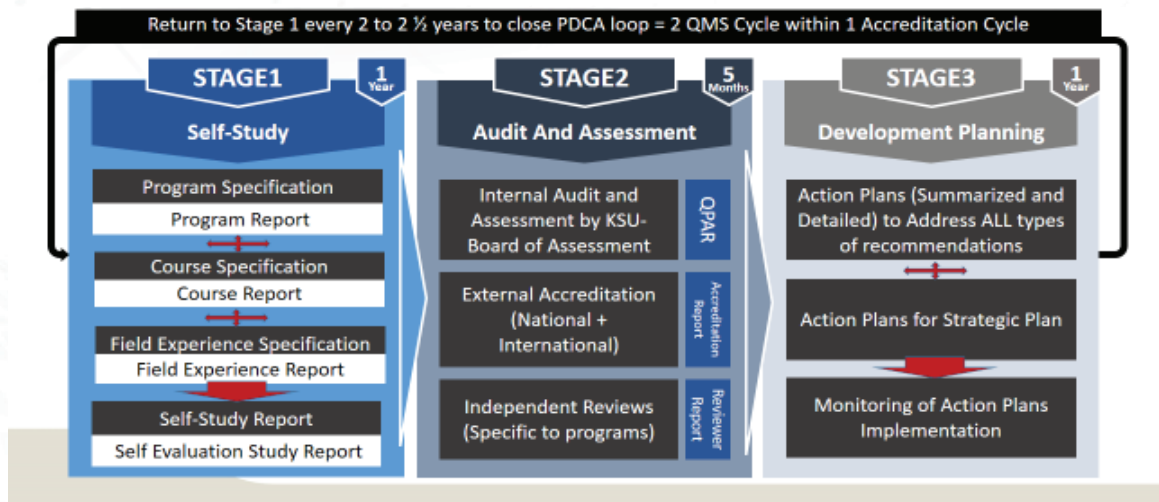 Return to Stage 1 every 2 to 2 ½ years to close PDCA loop = 2 QMS Cycle within 1 Accreditation Cycle
STAGE1
1
Year
Self-Study
Program Specification
Program Report
Course Specification
Course Report
Field Experience Specification
Field Experience Report
Self-Study Report
Self Evaluation Study Report
STAGE2
5
Months
Audit And Assessment
Internal Audit and
Assessment by KSU-
Board of Assessment
QPAR
External Accreditation
(National +
International)
Accreditation
Report
Independent Reviews
(Specific to programs)
Reviewer
Report
STAGE3
1
Year
Development Planning
Action Plans (Summarized and
Detailed) to Address ALL types
of recommendations
Action Plans for Strategic Plan
Monitoring of Action Plans
Implementation